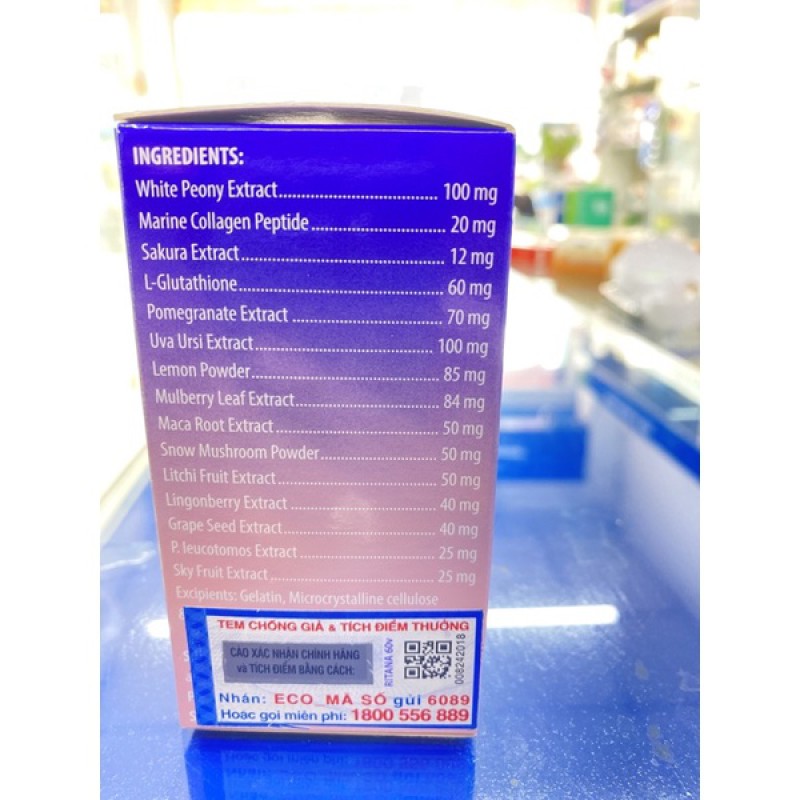 INGREDIENTS:
White Peony Extract................................ 100 mg
Marine Collagen Peptide........................... 20 mg
Sakura Extract......................................... 12 mg
L-Glutathione......................................... 60 mg
Pomegranate Extract ............................... 70 mg
Uva Ursi Extract...................................... 100 mg
Lemon Powder...................................... 85 mg
Mulberry Leaf Extract............................. 84 mg
Maca Root Extract ................................. 50 mg
Snow Mushroom Powder......................... 50 mg
Litchi Fruit Extract................................. 50 mg
Lingonberry Extract ............................... 40 mg
Grape Seed Extract................................ 40 mg
P. leucotomos Extract............................. 25 mg
Sky Fruit Extract................................... 25 mg
Excipients: Gelatin, Microcrystalline cellulose
TEM CHỐNG GIẢ & TÍCH ĐIỂM THƯỞNG
CÀO XÁC NHẬN CHÍNH HÃNG
và TÍCH ĐIỂM BẰNG CÁCH:
RITANA 60v
008242018
Nhắn: ECO_MÃ SỐ gửi 6089
Hoặc gọi miễn phí: 1800 556 889